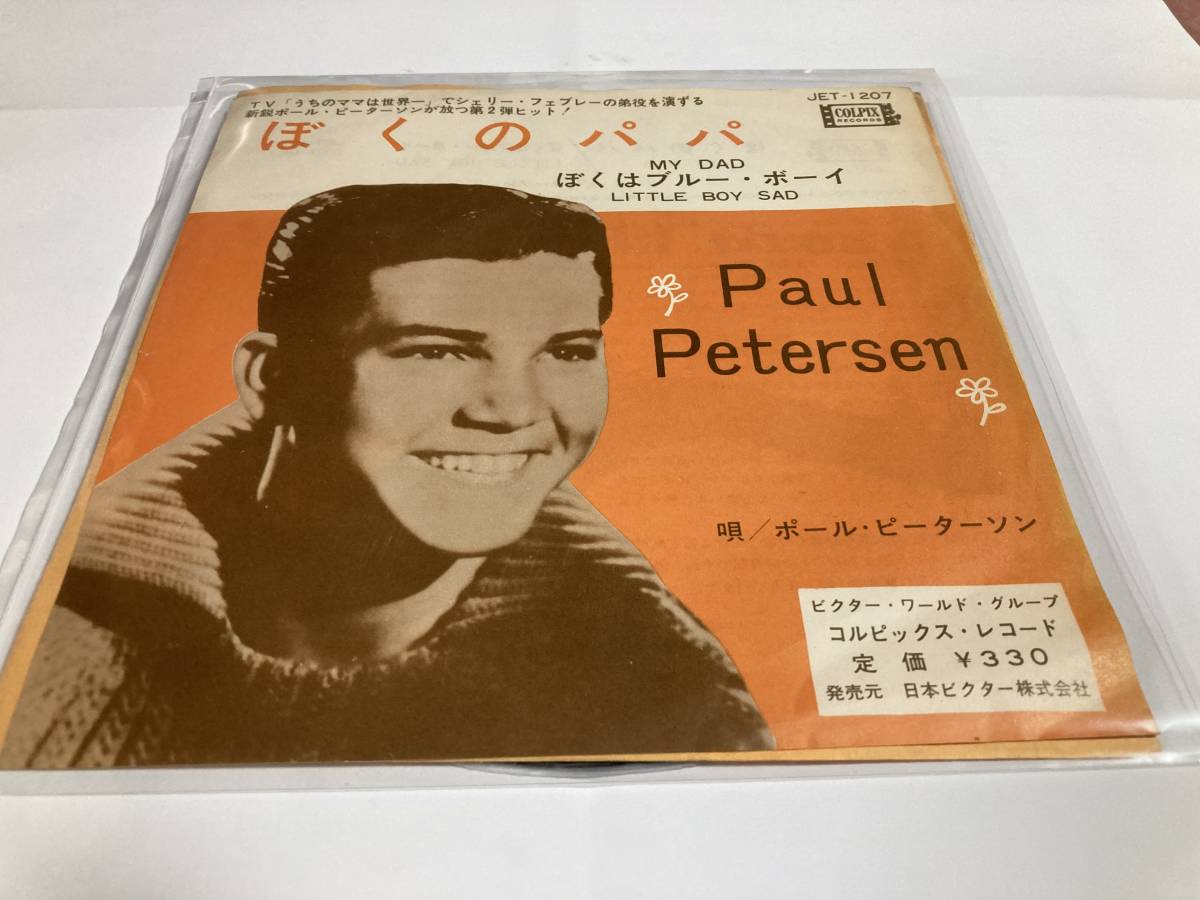 TV「うちのママは世界一」でシェリー・フェブレーの弟役を演ずる
新鋭ポール・ピーターソンが放つ第2弾ヒット!
JET-1207
COLPIX
RECORDS
ぼくのパパ
MY DAD
ぼくはブルー・ボーイ
LITTLE BOY SAD
Paul
Petersen
唄/ポール・ピーターソン
ビクター・ワールド・グループ
コルピックス・レコード
定価 ¥330
発売元 日本ビクター株式会社